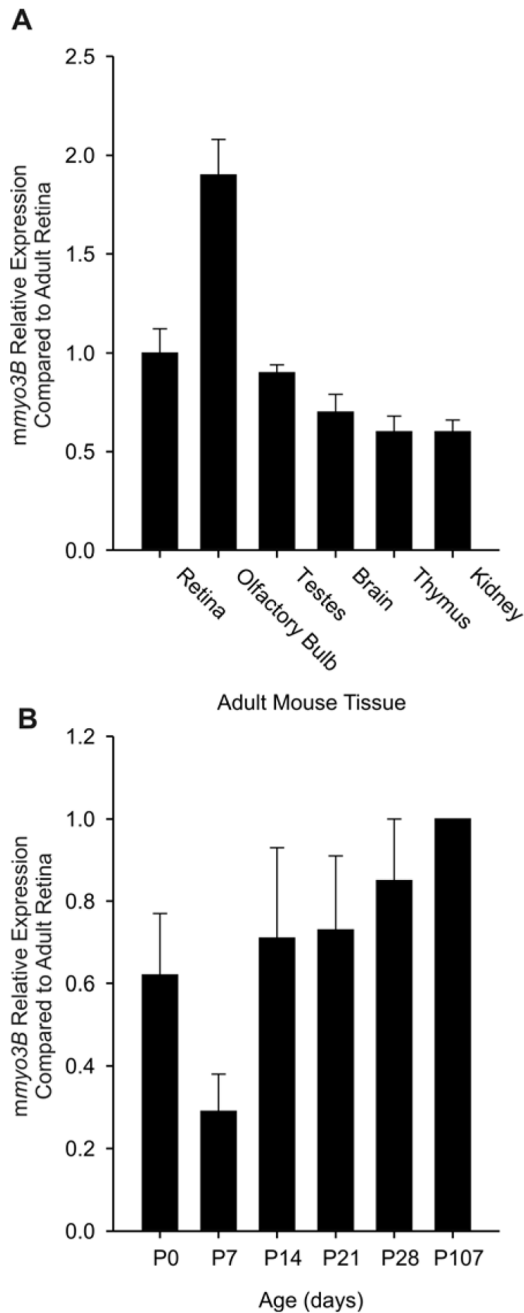 A
mmyo3B Relative Expression
Compared to Adult Retina
2.5
2.0
1.5
1.0
0.5
0.0
Retina
Olfactory Bulb
Testes
Brain
Thymus
Kidney
Adult Mouse Tissue
B
mmyo3B Relative Expression
Compared to Adult Retina
1.2
1.0
0.8
0.6
0.4
0.2
0.0
P0 P7 P14 P21 P28 P107
Age (days)